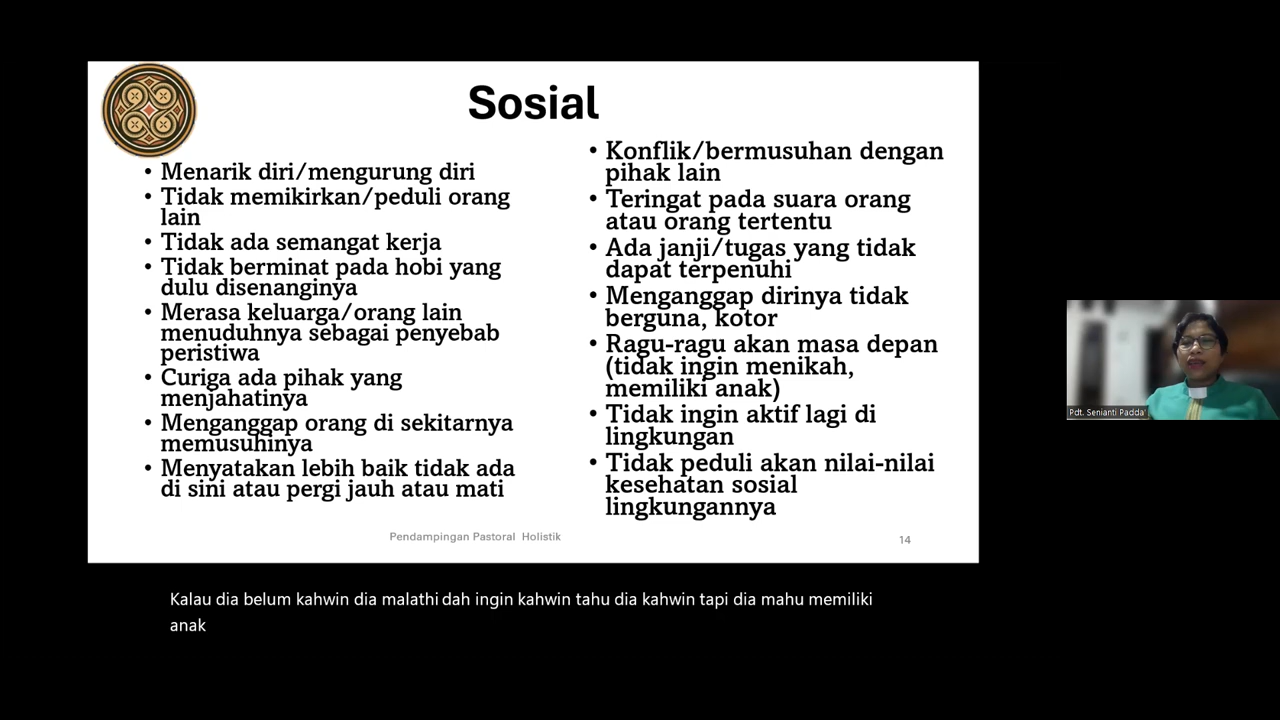 Sosial
• Menarik diri/mengurung diri
• Tidak memikirkan/peduli orang
lain
• Tidak ada semangat kerja
• Tidak berminat pada hobi yang
dulu disenanginya
• Merasa keluarga/orang lain
menuduhnya sebagai penyebab
peristiwa
• Curiga ada pihak yang
menjahatinya
• Menganggap orang di sekitarnya
memusuhinya
• Menyatakan lebih baik tidak ada
di sini atau pergi jauh atau mati
• Konflik/bermusuhan dengan
pihak lain
• Teringat pada suara orang
atau orang tertentu
• Ada janji/tugas yang tidak
dapat terpenuhi
• Menganggap dirinya tidak
berguna, kotor
• Ragu-ragu akan masa depan
(tidak ingin menikah,
memiliki anak)
• Tidak ingin aktif lagi di
lingkungan
• Tidak peduli akan nilai-nilai
kesehatan sosial
lingkungannya
Pendampingan Pastoral Holistik
14
Pdt. Senianti Padda'
Kalau dia belum kahwin dia malathi dah ingin kahwin tahu dia kahwin tapi dia mahu memiliki
anak